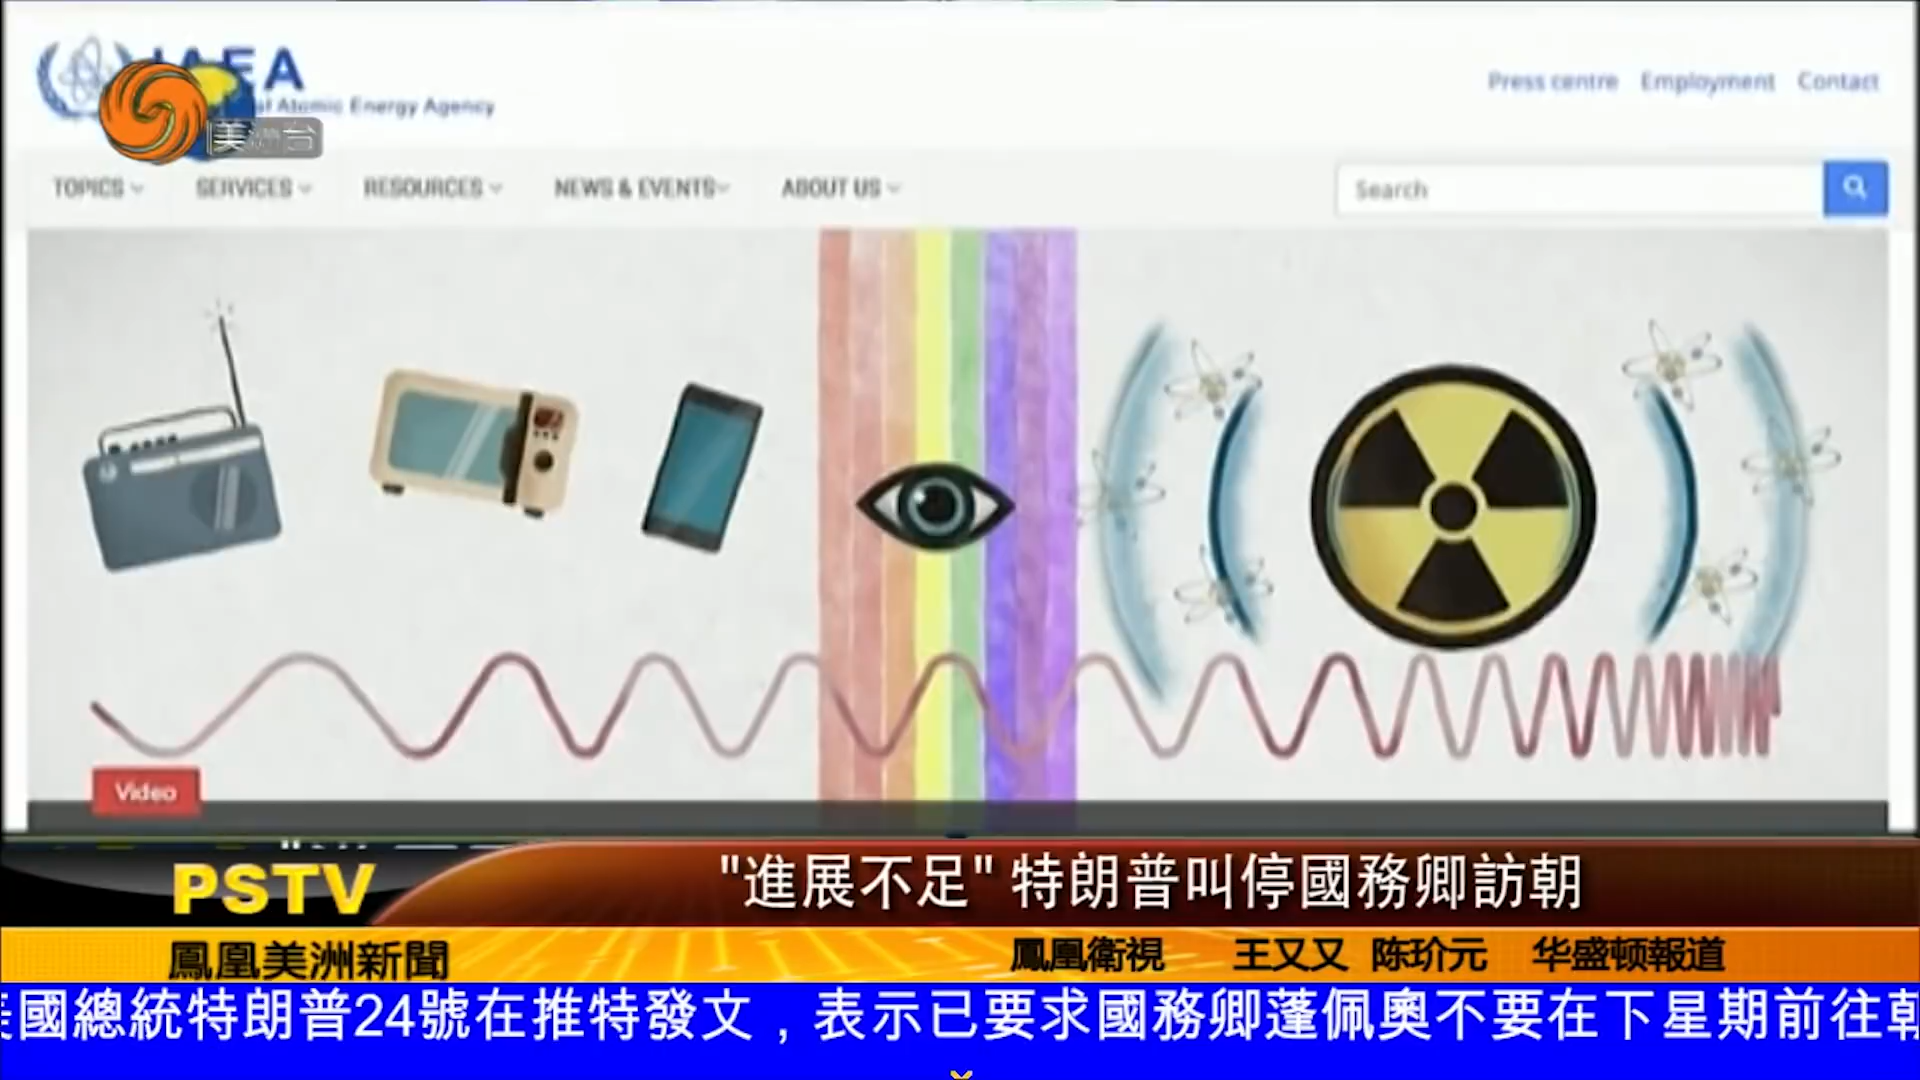 IAEA
Atomic Energy Agency
美洲台
Press centre Employment Contact
TOPICS SERVICES RESOURCES NEWS & EVENTS ABOUT US
Search
Video
PSTV
"進展不足"特朗普叫停國務卿訪朝
鳳凰美洲新聞
鳳凰衛視 王又又 陈玠元 华盛顿報道
國總統特朗普24號在推特發文，表示已要求國務卿蓬佩奧不要在下星期前往朝